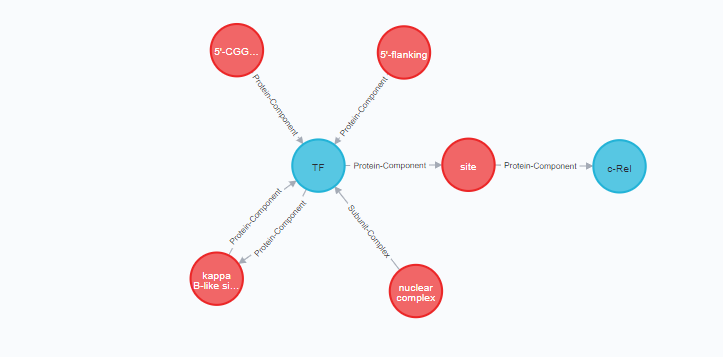 5'-CGG...
5'-flanking
Protein-Component
Protein-Component
TF
Protein-Component
site
Protein-Component
c-Rel
Protein-Component
Protein-Component
Subunit-Complex
kappa
B-like si...
nuclear
complex